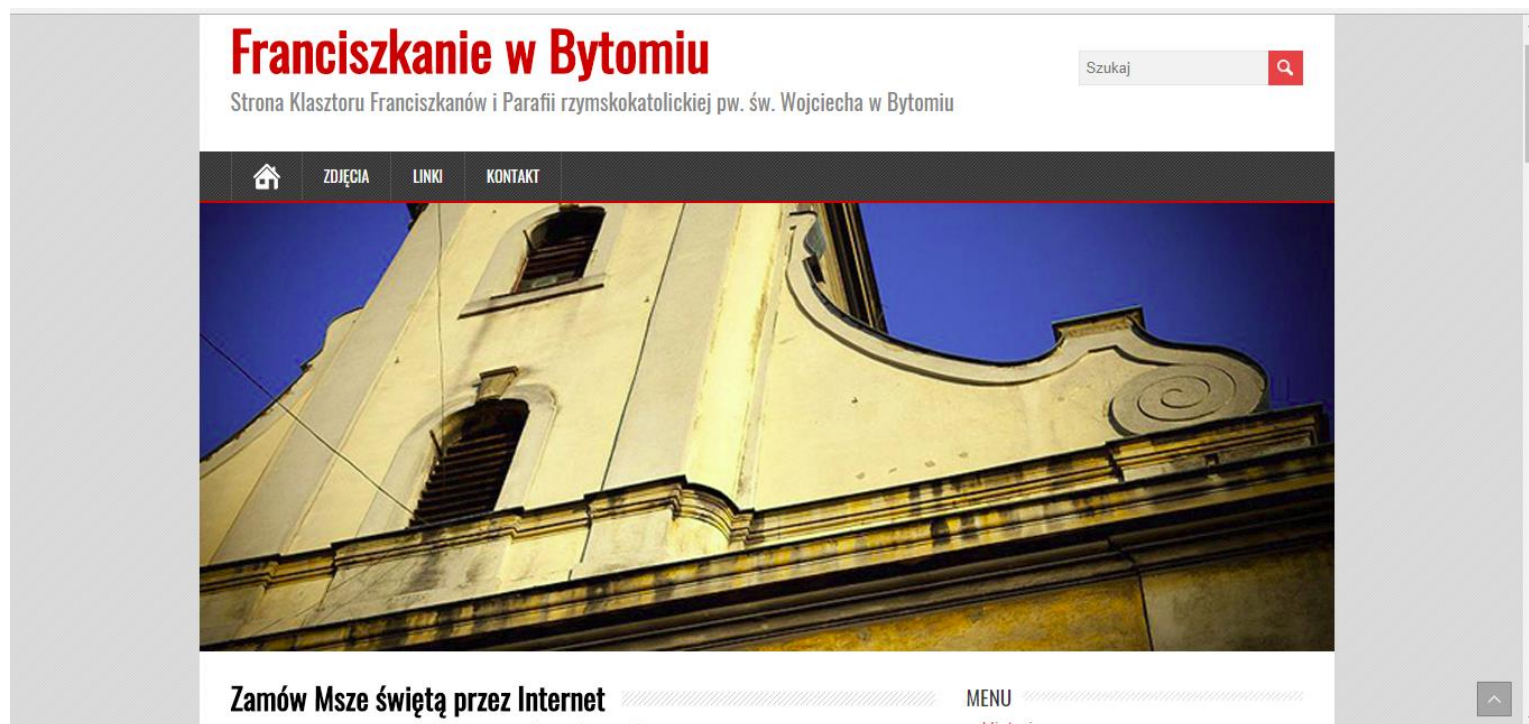 Franciszkanie w Bytomiu
Strona Klasztoru Franciszkanów i Parafii rzymskokatolickiej pw. św. Wojciecha w Bytomiu
Szukaj
ZDJĘCIA LINKI KONTAKT
Zamów Msze świętą przez Internet
MENU